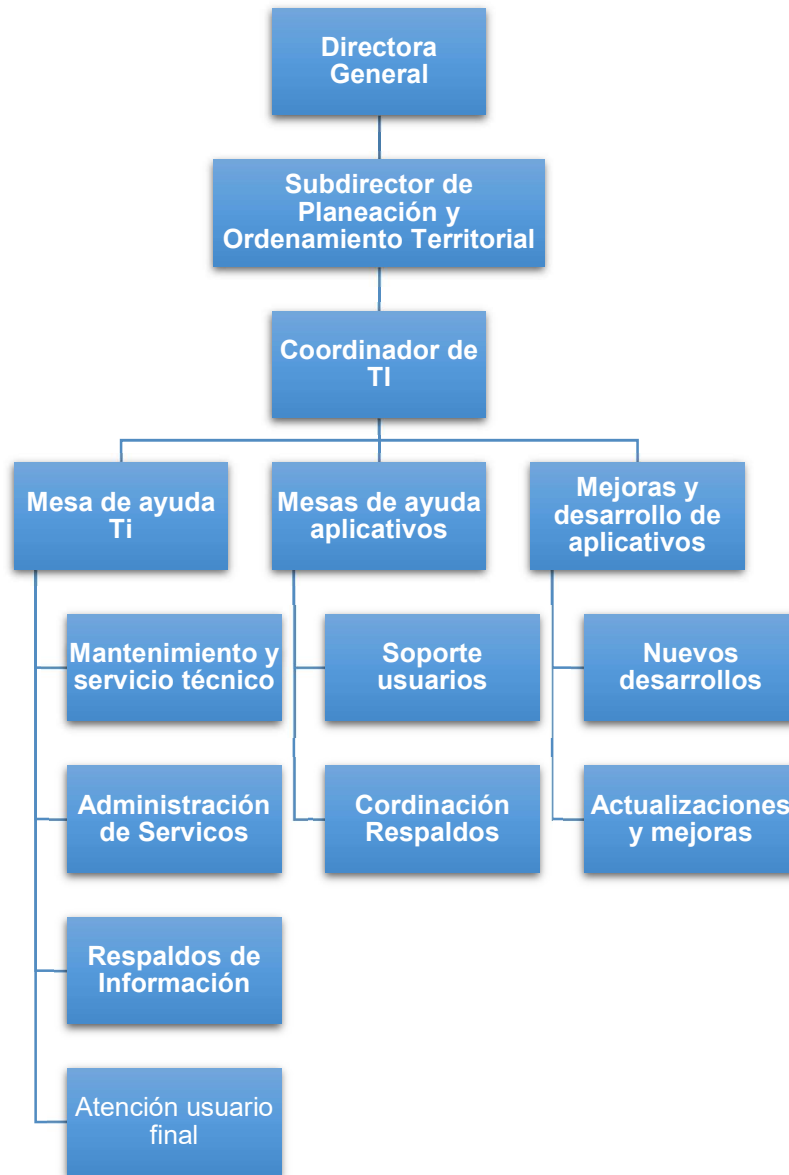 Directora
General
Subdirector de
Planeación y
Ordenamiento Territorial
Coordinador de
TI
Mesa de ayuda
Ti
Mesas de ayuda
aplicativos
Mejoras y
desarrollo de
aplicativos
Mantenimiento y
servicio técnico
Soporte
usuarios
Nuevos
desarrollos
Administración
de Servicos
Cordinación
Respaldos
Actualizaciones
y mejoras
Respaldos de
Información
Atención usuario
final